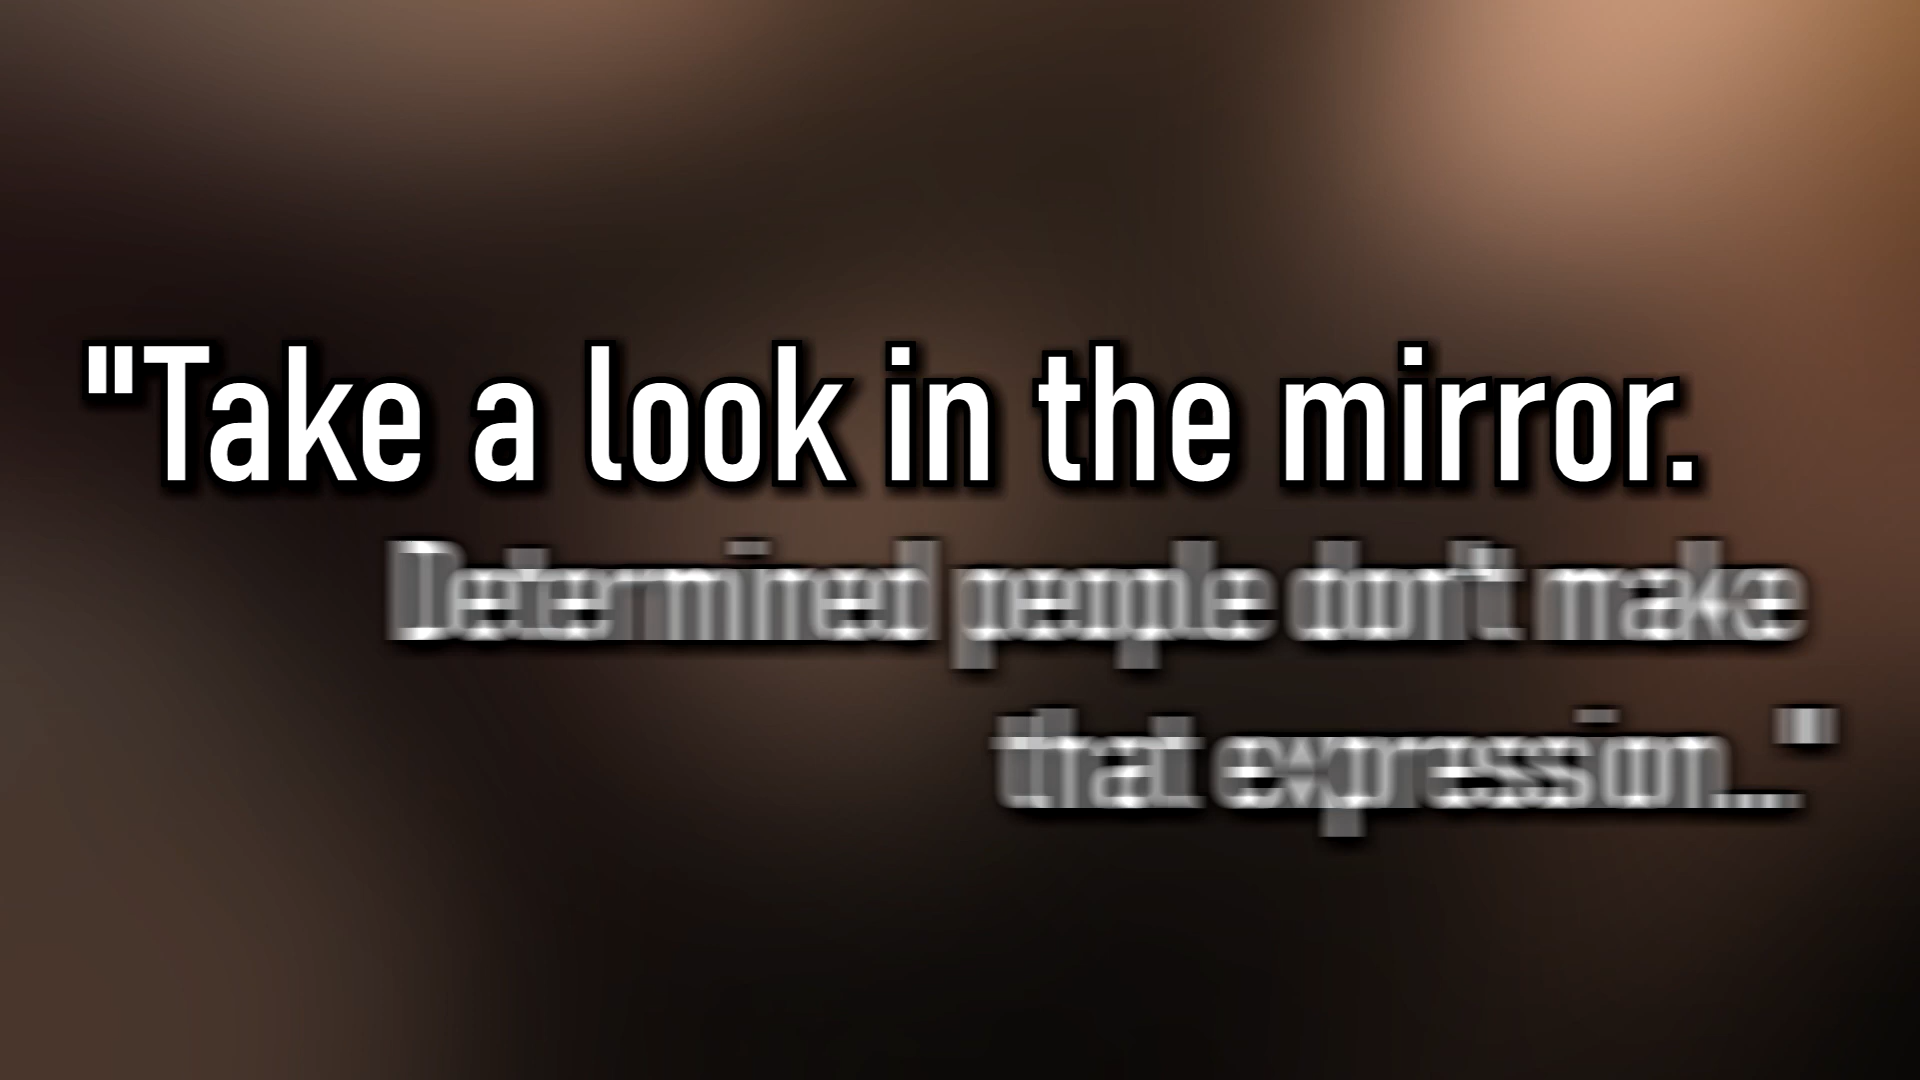 "Take a look in the mirror.
Determined people don't make
that expression..."